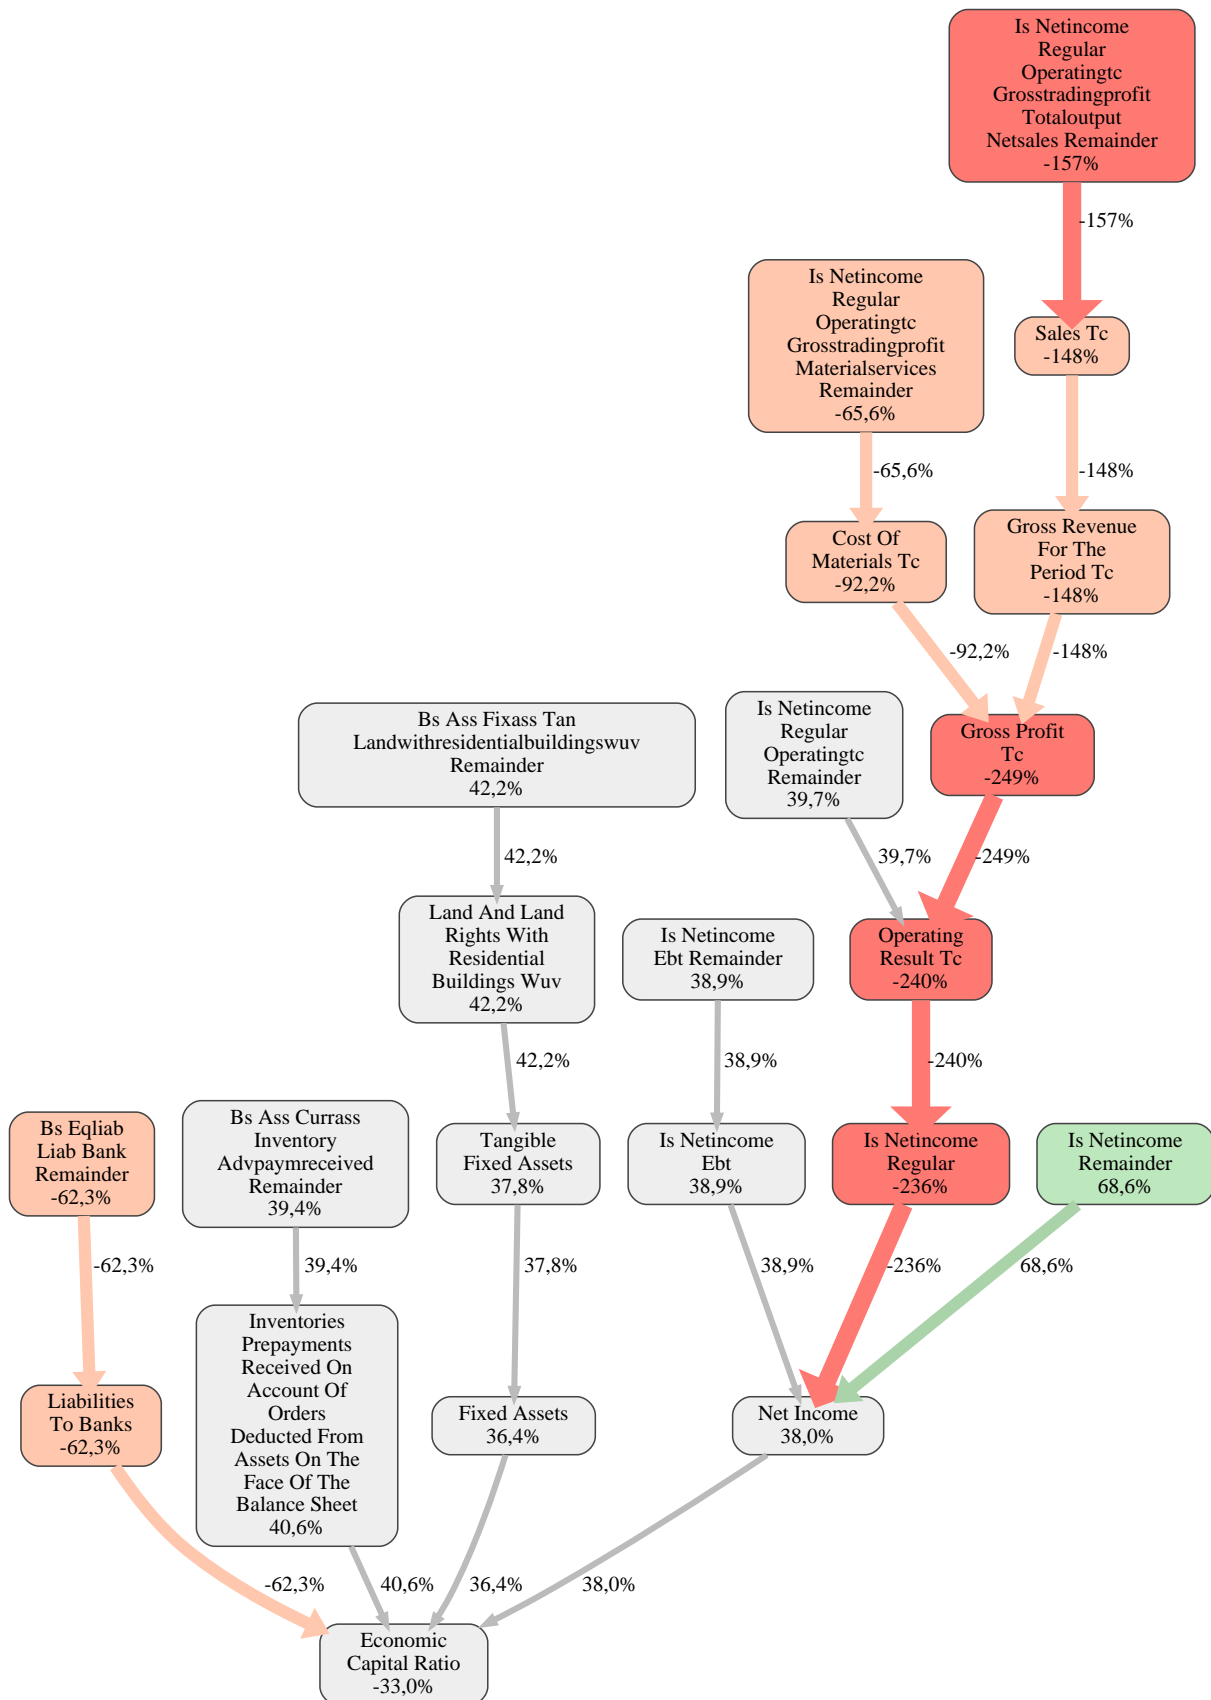 Is Netincome
Regular
Operatingtc
Grosstradingprofit
Totaloutput
Netsales Remainder
-157%
-157%
Is Netincome
Regular
Operatingtc
Grosstradingprofit
Materialservices
Remainder
-65,6%
Sales Tc
-148%
-65,6%
-148%
Cost Of
Materials Tc
-92,2%
Gross Revenue
For The
Period Tc
-148%
-92,2%
-148%
Bs Ass Fixass Tan
Landwithresidentialbuildingswuv
Remainder
42,2%
Is Netincome
Regular
Operatingtc
Remainder
39,7%
Gross Profit
Tc
-249%
42,2%
39,7%
-249%
Land And Land
Rights With
Residential
Buildings Wuv
42,2%
Is Netincome
Ebt Remainder
38,9%
Operating
Result Tc
-240%
42,2%
38,9%
-240%
Bs Eqliab
Liab Bank
Remainder
-62,3%
Bs Ass Currass
Inventory
Advpaymreceived
Remainder
39,4%
Tangible
Fixed Assets
37,8%
Is Netincome
Ebt
38,9%
Is Netincome
Regular
-236%
Is Netincome
Remainder
68,6%
-62,3%
39,4%
37,8%
38,9%
-236%
68,6%
Liabilities
To Banks
-62,3%
Inventories
Prepayments
Received On
Account Of
Orders
Deducted From
Assets On The
Face Of The
Balance Sheet
40,6%
Fixed Assets
36,4%
Net Income
38,0%
-62,3%
40,6%
36,4%
38,0%
Economic
Capital Ratio
-33,0%